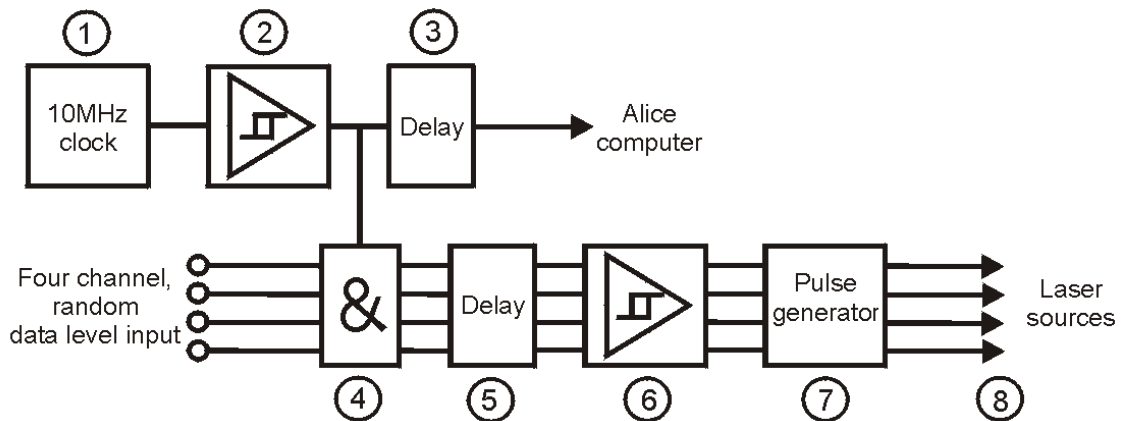 1
2
3
10MHz
clock
Delay
Alice
computer
Four channel,
random
data level input
&
Delay
Pulse
generator
Laser
sources
4
5
6
7
8